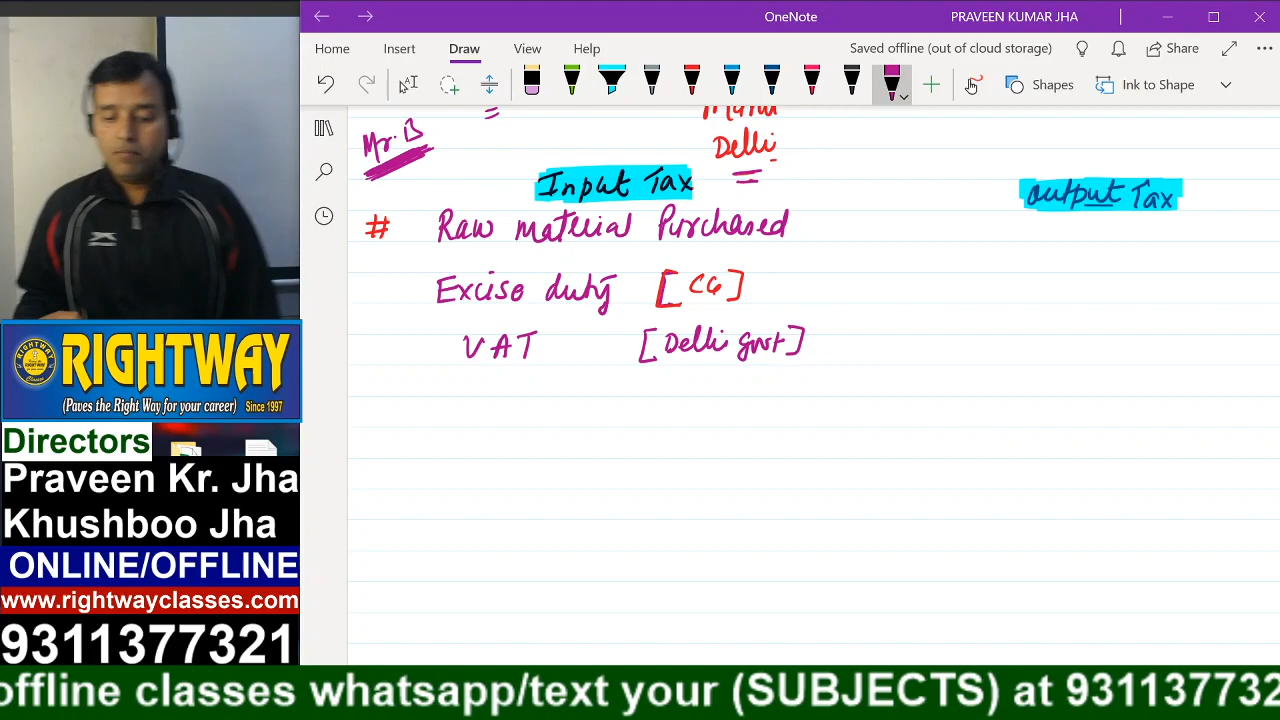 OneNote
PRAVEEN KUMAR JHA
Home Insert Draw View Help
Saved offline (out of cloud storage)
Share
Shapes
Ink to Shape
Delhi
Mr. B
Input Tax
Output Tax
# Raw material Purchased
Excise duty [CG]
VAT [Delhi govt]
RIGHTWAY
(Paves the Right Way for your career) Since 1997
Directors
Praveen Kr. Jha
Khushboo Jha
ONLINE/OFFLINE
www.rightwayclasses.com
9311377321
offline classes whatsapp/text your (SUBJECTS) at 931137732